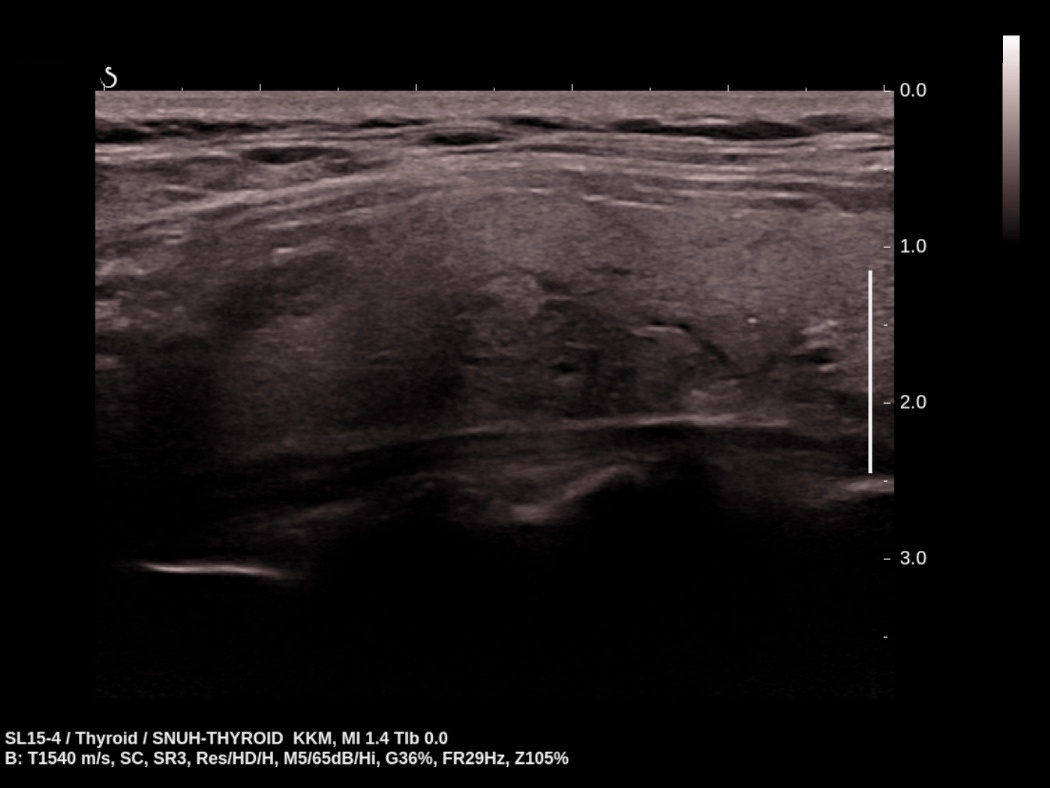 S
0.0
1.0
2.0
3.0
SL15-4 / Thyroid / SNUH-THYROID  KKM, MI 1.4 TIb 0.0
B: T1540 m/s, SC, SR3, Res/HD/H, M5/65dB/Hi, G36%, FR29Hz, Z105%